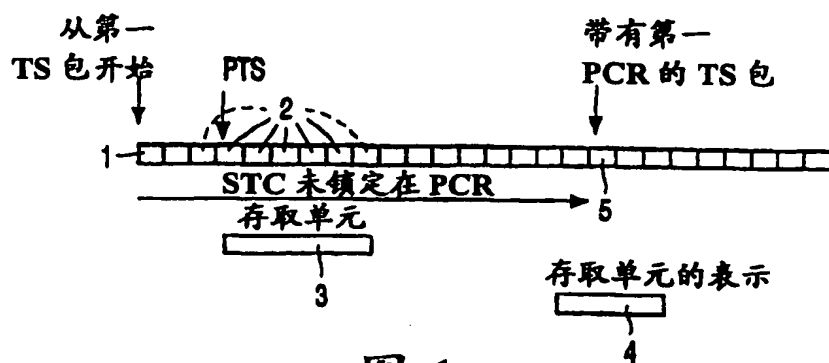 从第一
TS 包开始
PTS
2
带有第一
PCR 的 TS 包
1
STC 未锁定在 PCR
5
存取单元
3
存取单元的表示
4